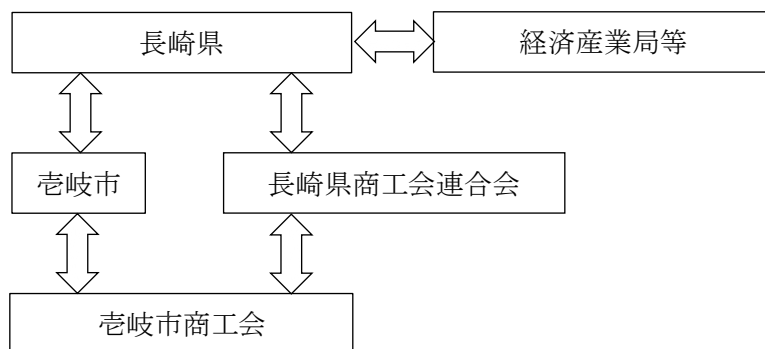 長崎県
経済産業局等
壱岐市
長崎県商工会連合会
壱岐市商工会